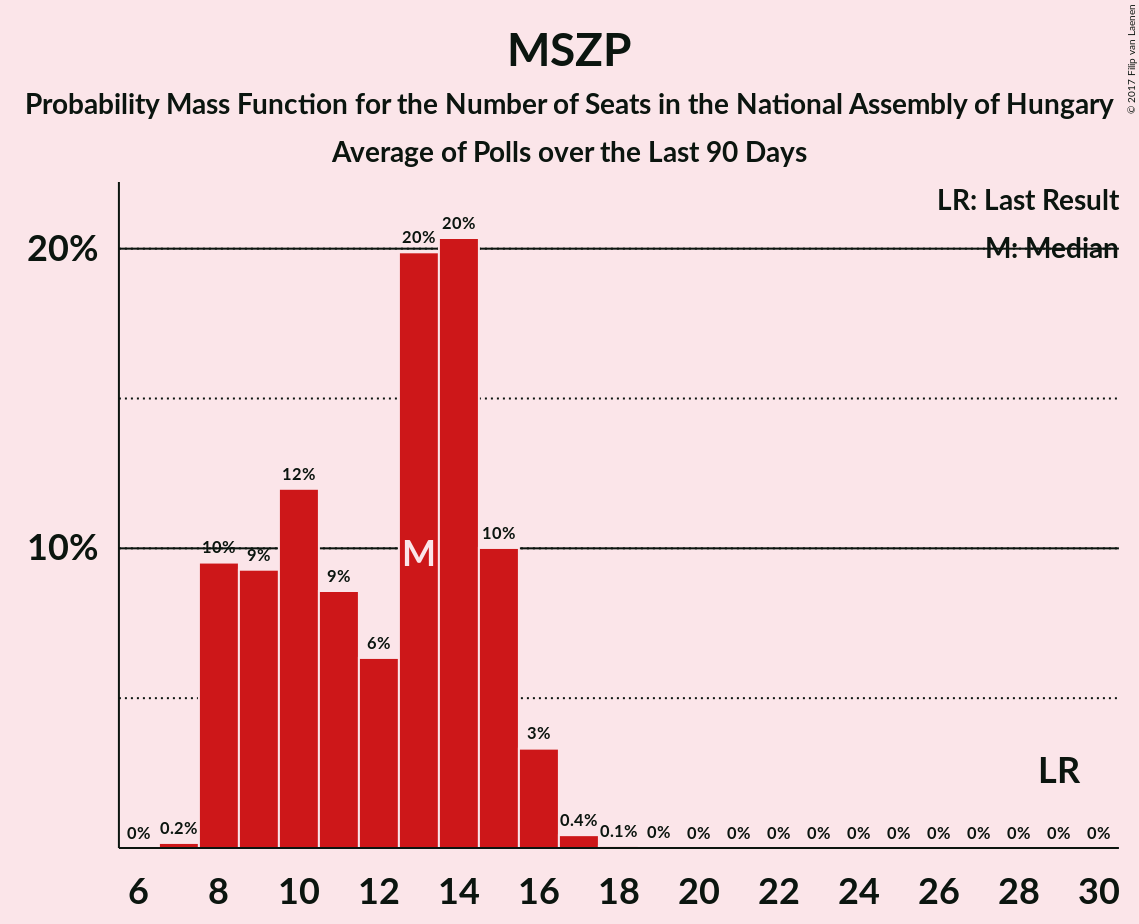 MSZP
Probability Mass Function for the Number of Seats in the National Assembly of Hungary
Average of Polls over the Last 90 Days
© 2017 Filip van Laenen
LR: Last Result
M: Median
20%
10%
0% 0.2% 10% 9% 12% 9% 6% 20% 20% 10% 3% 0.4% 0.1% 0% 0% 0% 0% 0% 0% 0% 0% 0% 0% 0% 0%
M
LR
6 8 10 12 14 16 18 20 22 24 26 28 30